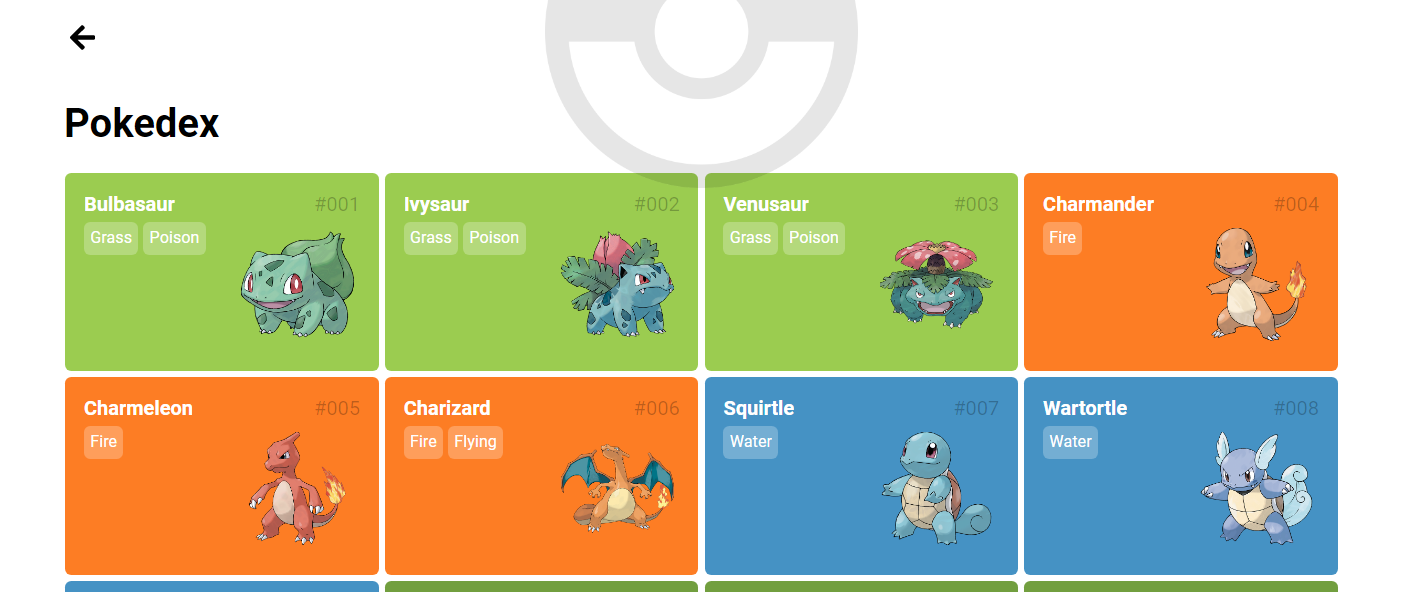 Pokedex
Bulbasaur #001
Grass Poison
Ivysaur #002
Grass Poison
Venusaur #003
Grass Poison
Charmander #004
Fire
Charmeleon #005
Fire
Charizard #006
Fire Flying
Squirtle #007
Water
Wartortle #008
Water